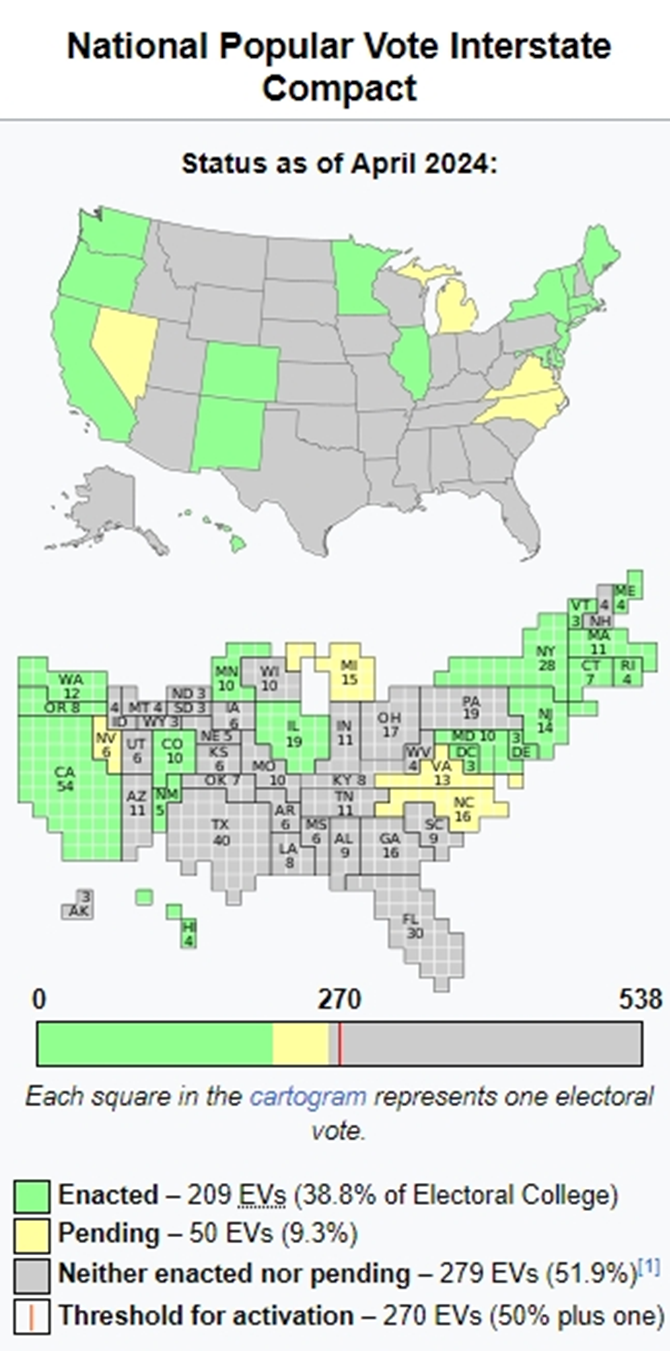 National Popular Vote Interstate
Compact
Status as of April 2024:
ME
4
VT
3
4
NH
MA
11
NY
28
CT
7
RI
4
WA
12
MN
10
WI
10
MI
15
OR 8
4
ID
MT 4
ND 3
SD 3
WY 3
IA
6
PA
19
NJ
14
NV
6
UT
6
CO
10
NE 5
KS
6
IL
19
IN
11
OH
17
MD 10
3
DE
DC
3
WV
4
VA
13
CA
54
AZ
11
NM
5
OK 7
MO
10
KY 8
TN
11
NC
16
TX
40
AR
6
LA
8
MS
6
AL
9
GA
16
SC
9
3
AK
HI
4
FL
30
0 270 538
Each square in the cartogram represents one electoral
vote.
Enacted – 209 EVs (38.8% of Electoral College)
Pending – 50 EVs (9.3%)
Neither enacted nor pending – 279 EVs (51.9%)[1]
Threshold for activation – 270 EVs (50% plus one)